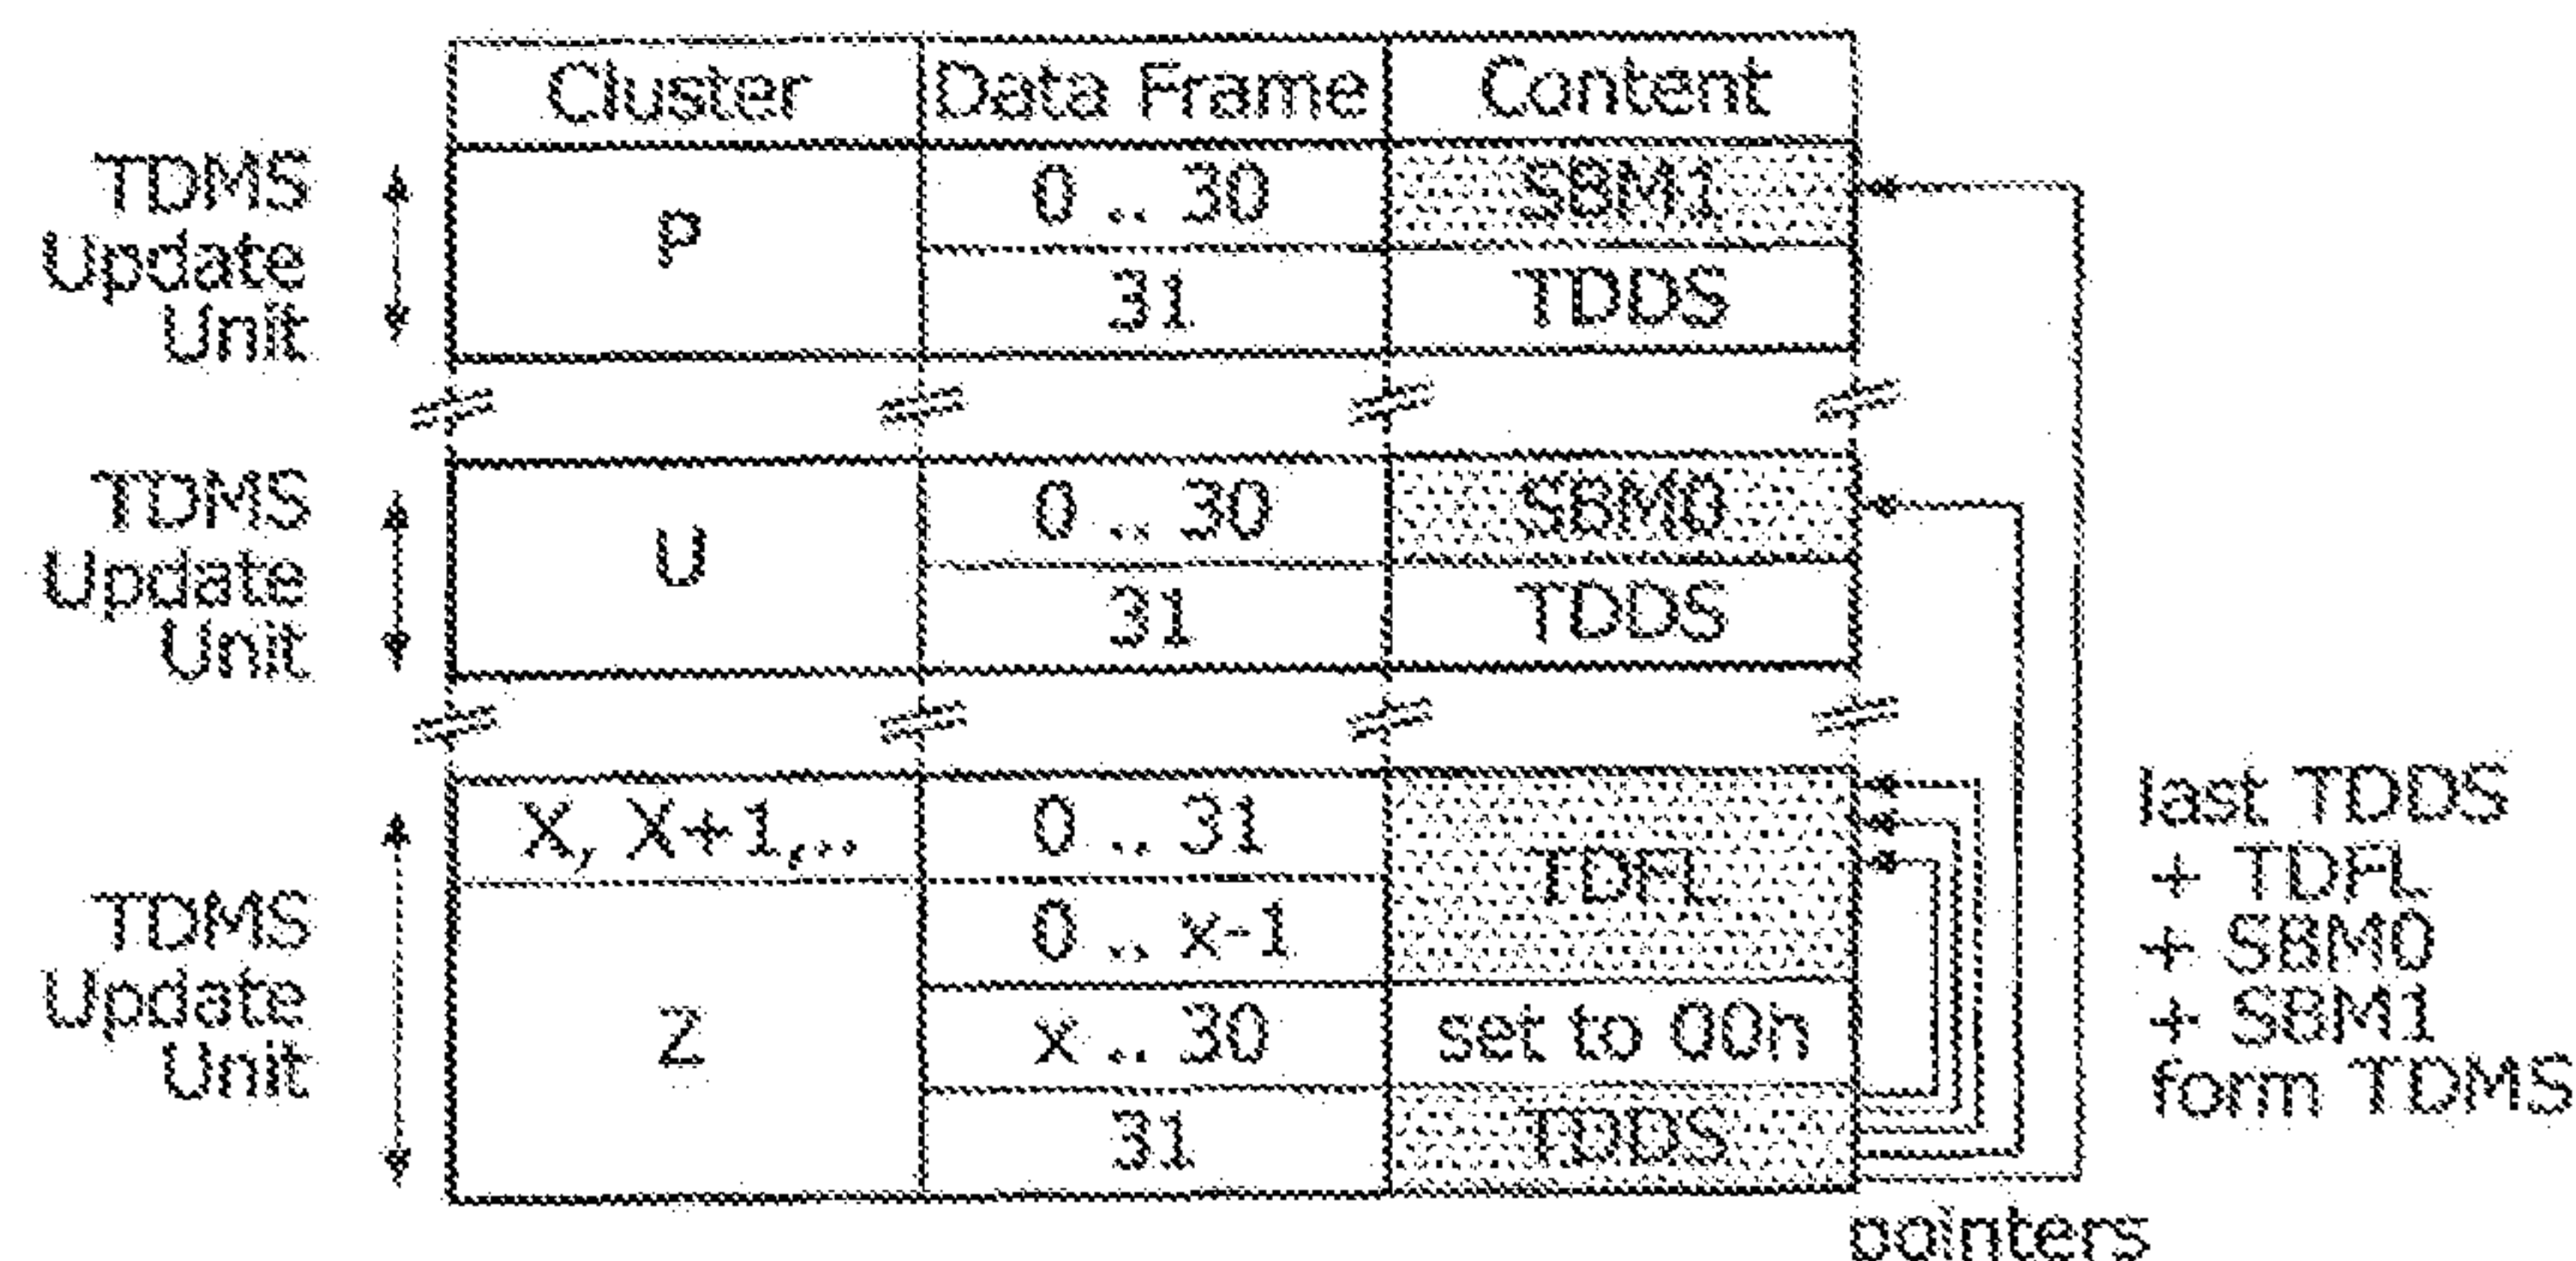 Cluster Data Frame Content
TDMS
Update
Unit
P 0 .. 30 SBM1
31 TDDS
TDMS
Update
Unit
U 0 .. 30 SBM0
31 TDDS
TDMS
Update
Unit
X, X+1,.. 0 .. 31 TDFL
Z 0 .. x-1
x .. 30 set to 00h
31 TDDS
last TDDS
+ TDFL
+ SBM0
+ SBM1
form TDMS
pointers